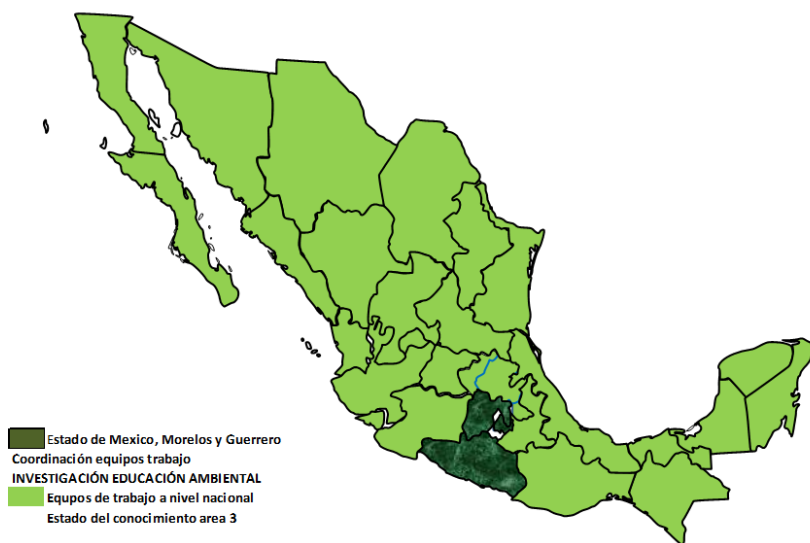 Estado de Mexico, Morelos y Guerrero
Coordinación equipos trabajo
INVESTIGACIÓN EDUCACIÓN AMBIENTAL
Equpos de trabajo a nivel nacional
Estado del conocimiento area 3